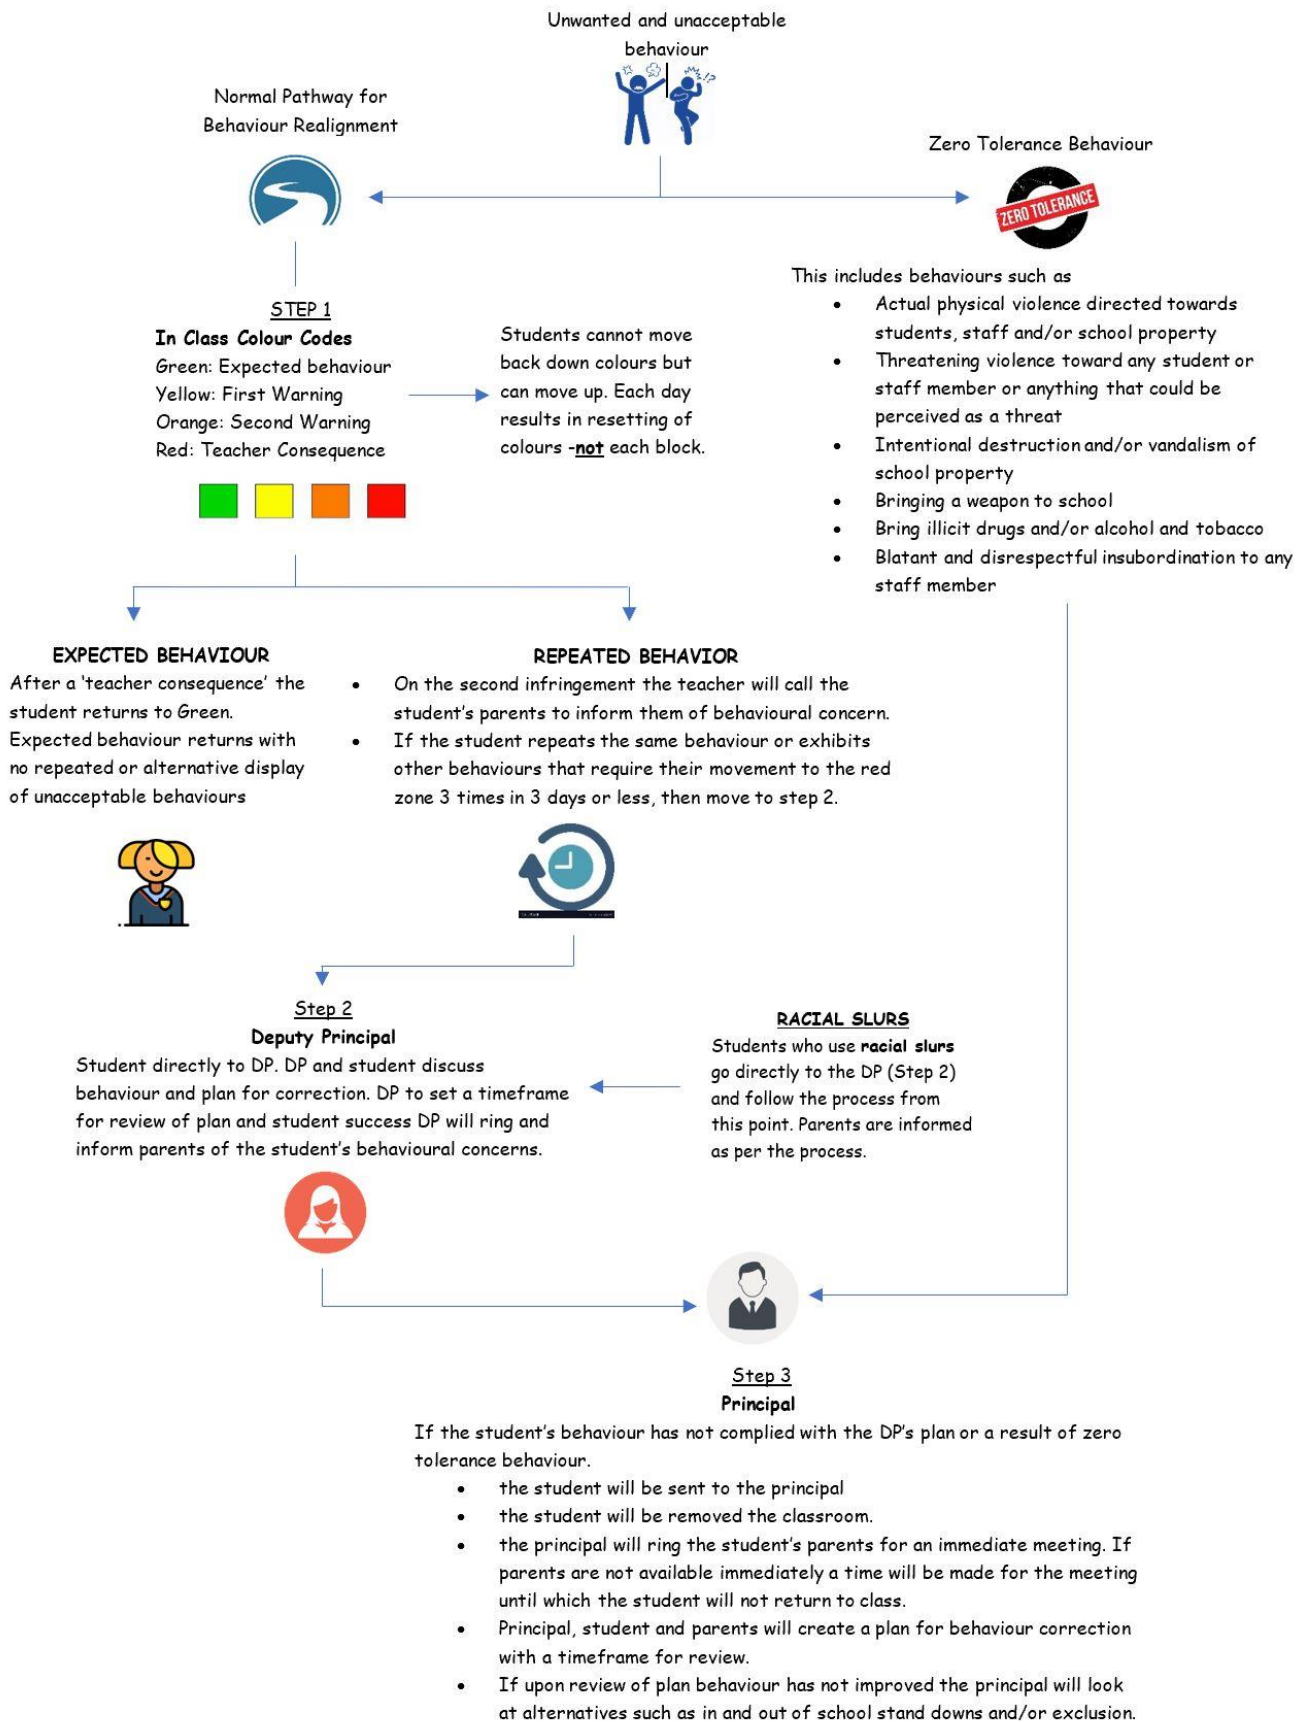 Unwanted and unacceptable
behaviour
!?
Normal Pathway for
Behaviour Realignment
Zero Tolerance Behaviour
ZERO TOLERANCE
STEP 1
In Class Colour Codes
Green: Expected behaviour
Yellow: First Warning
Orange: Second Warning
Red: Teacher Consequence
Students cannot move
back down colours but
can move up. Each day
results in resetting of
colours -not each block.
This includes behaviours such as
• Actual physical violence directed towards
students, staff and/or school property
• Threatening violence toward any student or
staff member or anything that could be
perceived as a threat
• Intentional destruction and/or vandalism of
school property
• Bringing a weapon to school
• Bring illicit drugs and/or alcohol and tobacco
• Blatant and disrespectful insubordination to any
staff member
EXPECTED BEHAVIOUR
After a ‘teacher consequence’ the
student returns to Green.
Expected behaviour returns with
no repeated or alternative display
of unacceptable behaviours
REPEATED BEHAVIOR
• On the second infringement the teacher will call the
student’s parents to inform them of behavioural concern.
• If the student repeats the same behaviour or exhibits
other behaviours that require their movement to the red
zone 3 times in 3 days or less, then move to step 2.
Step 2
Deputy Principal
Student directly to DP. DP and student discuss
behaviour and plan for correction. DP to set a timeframe
for review of plan and student success DP will ring and
inform parents of the student’s behavioural concerns.
RACIAL SLURS
Students who use racial slurs
go directly to the DP (Step 2)
and follow the process from
this point. Parents are informed
as per the process.
Step 3
Principal
If the student’s behaviour has not complied with the DP’s plan or a result of zero
tolerance behaviour.
• the student will be sent to the principal
• the student will be removed the classroom.
• the principal will ring the student’s parents for an immediate meeting. If
parents are not available immediately a time will be made for the meeting
until which the student will not return to class.
• Principal, student and parents will create a plan for behaviour correction
with a timeframe for review.
• If upon review of plan behaviour has not improved the principal will look
at alternatives such as in and out of school stand downs and/or exclusion.